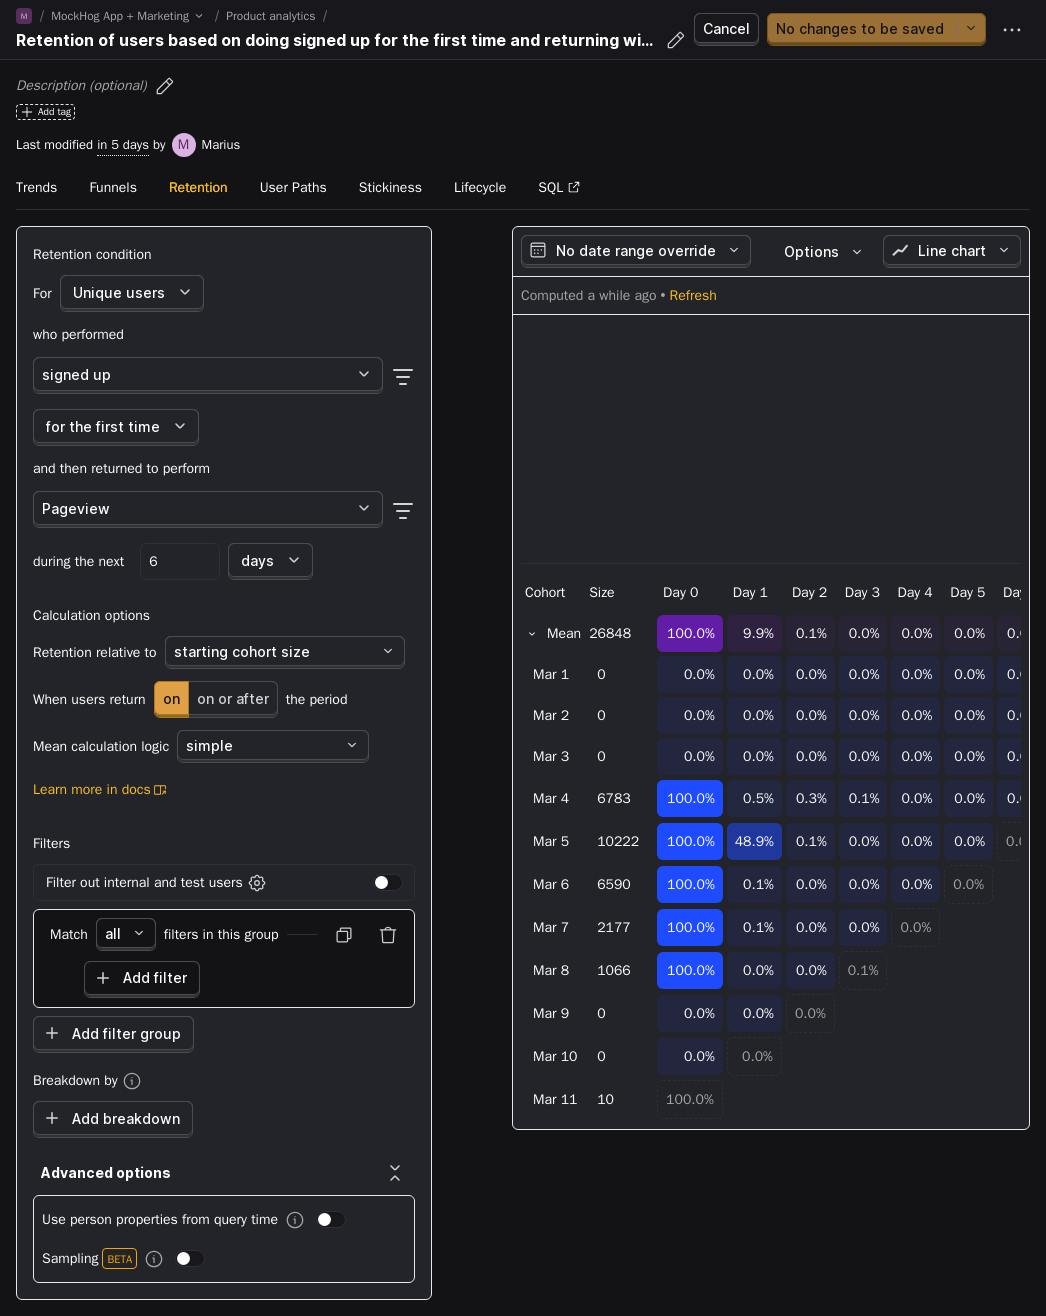 M / MockHog App + Marketing / Product analytics /
Retention of users based on doing signed up for the first time and returning wi...
Cancel
No changes to be saved
Description (optional)
Add tag
Last modified in 5 days by M Marius
Trends Funnels Retention User Paths Stickiness Lifecycle SQL
Retention condition
For Unique users
who performed
signed up
for the first time
and then returned to perform
Pageview
during the next 6 days
Calculation options
Retention relative to starting cohort size
When users return on on or after the period
Mean calculation logic simple
Learn more in docs
Filters
Filter out internal and test users
Match all filters in this group
Add filter
Add filter group
Breakdown by
Add breakdown
Advanced options
Use person properties from query time
Sampling BETA
No date range override Options Line chart
Computed a while ago • Refresh
Cohort Size Day 0 Day 1 Day 2 Day 3 Day 4 Day 5 Day
Mean 26848 100.0% 9.9% 0.1% 0.0% 0.0% 0.0% 0.0
Mar 1 0 0.0% 0.0% 0.0% 0.0% 0.0% 0.0% 0.0
Mar 2 0 0.0% 0.0% 0.0% 0.0% 0.0% 0.0% 0.0
Mar 3 0 0.0% 0.0% 0.0% 0.0% 0.0% 0.0% 0.0
Mar 4 6783 100.0% 0.5% 0.3% 0.1% 0.0% 0.0% 0.0
Mar 5 10222 100.0% 48.9% 0.1% 0.0% 0.0% 0.0% 0.0
Mar 6 6590 100.0% 0.1% 0.0% 0.0% 0.0% 0.0%
Mar 7 2177 100.0% 0.1% 0.0% 0.0% 0.0%
Mar 8 1066 100.0% 0.0% 0.0% 0.1%
Mar 9 0 0.0% 0.0% 0.0%
Mar 10 0 0.0% 0.0%
Mar 11 10 100.0%